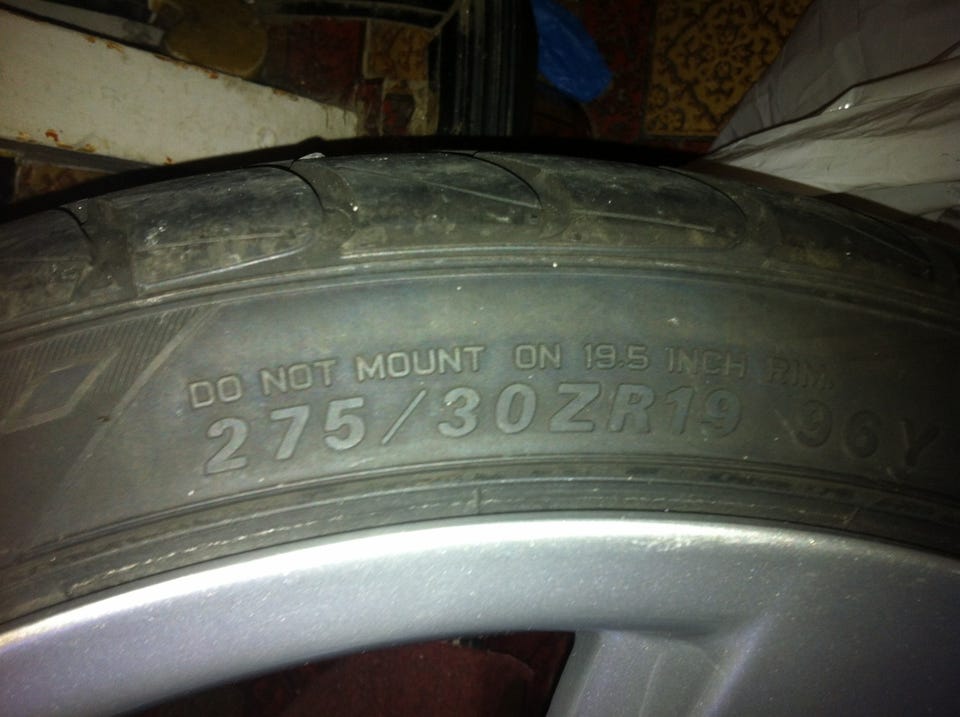 DO NOT MOUNT ON 19.5 INCH RIM.
275/30ZR19 96Y